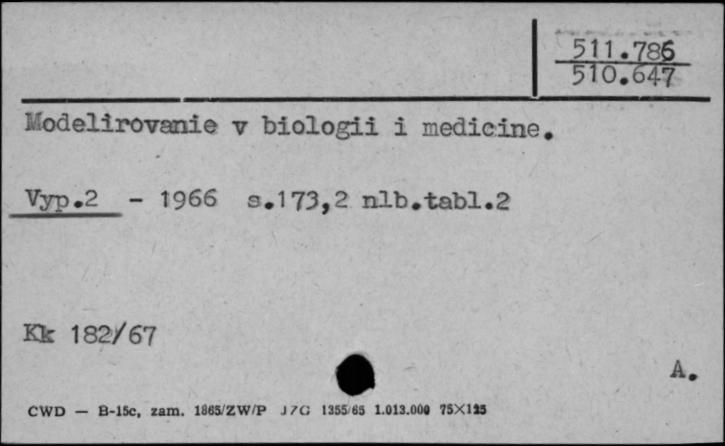 511.786
510.647
Modelirovanie v biologii i medicine.
Vyp.2 - 1966 s.173,2 nlb.tabl.2
Kk 182/67
A.
CWD — B-15c, zam. 1865/ZW/P J7G 1355/65 1.013.000 75X125